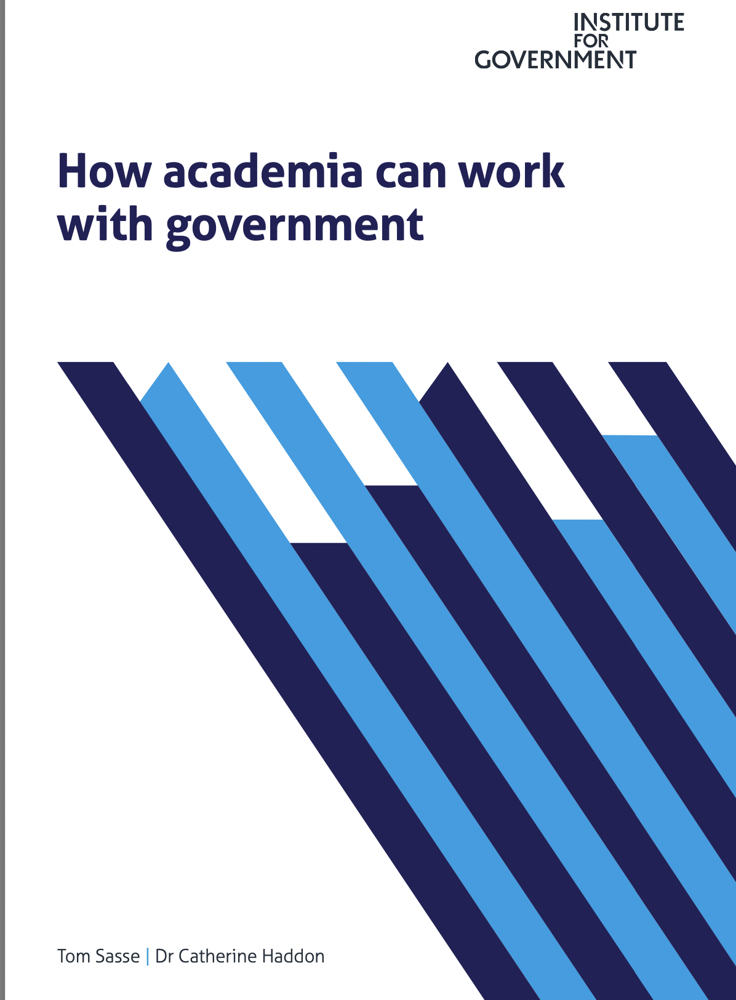 INSTITUTE
FOR
GOVERNMENT
How academia can work
with government
Tom Sasse | Dr Catherine Haddon